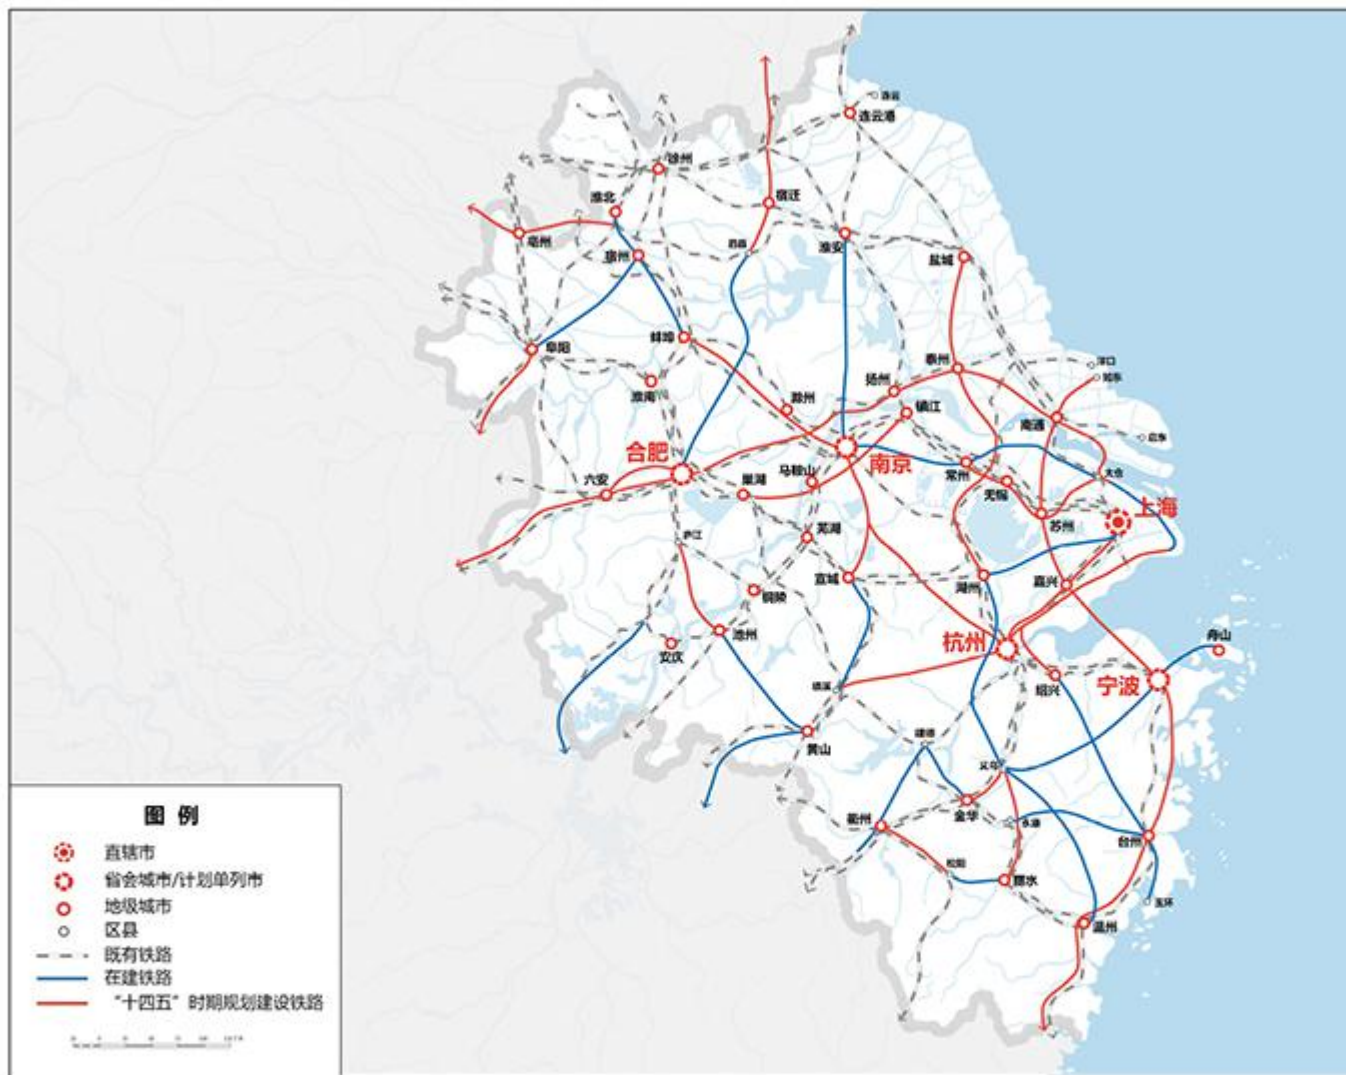 连云
连云港
徐州
淮北
宿迁
亳州
宿州
泗县
淮安
盐城
阜阳
蚌埠
淮南
滁州
扬州
泰州
镇江
洋口
如东
南通
启东
合肥
六安
巢湖
马鞍山
南京
常州
无锡
太仓
苏州
上海
庐江
芜湖
宣城
湖州
嘉兴
铜陵
池州
安庆
杭州
绍兴
宁波
舟山
绩溪
黄山
建德
义乌
衢州
金华
永康
台州
松阳
丽水
玉环
温州
图 例
直辖市
省会城市/计划单列市
地级城市
区县
既有铁路
在建铁路
“十四五”时期规划建设铁路